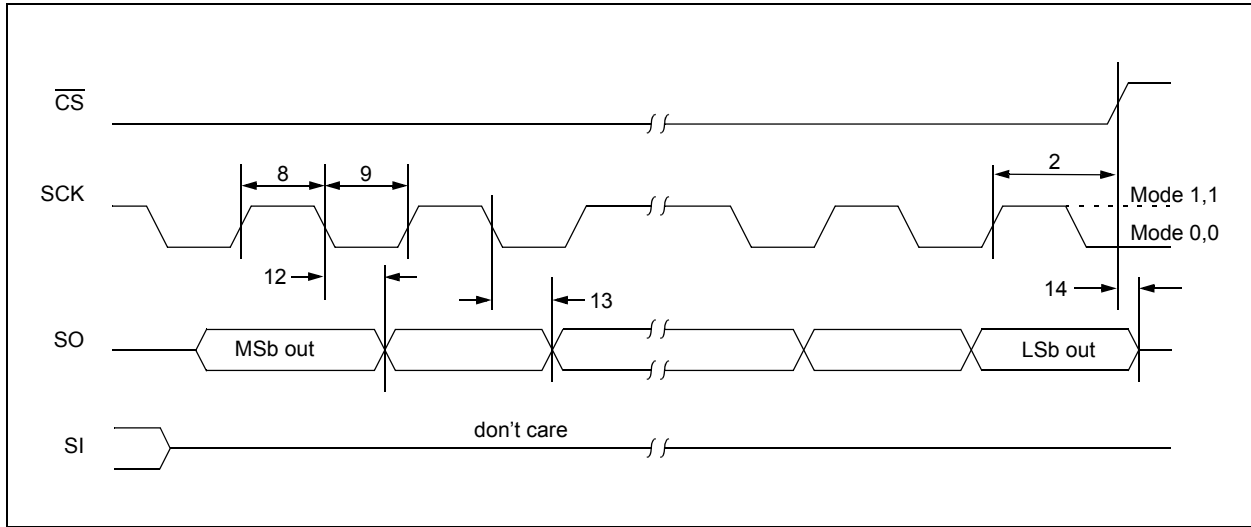 CS
2
8
9
SCK
Mode 1,1
Mode 0,0
12
13
14
SO
MSb out
LSb out
SI
don't care